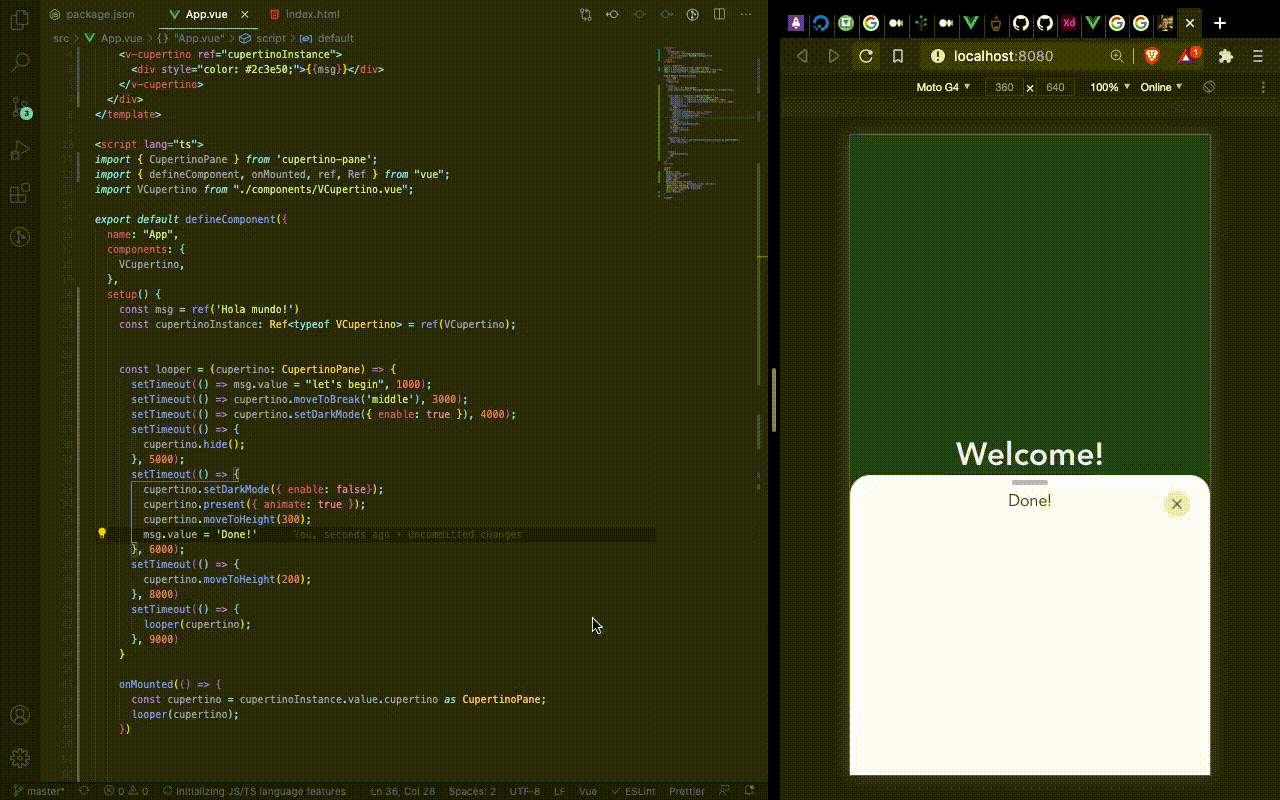 package.json
App.vue
index.html
src > App.vue > {} "App.vue" > script > default
<v-cupertino ref="cupertinoInstance">
<div style="color: #2c3e50;">{{msg}}</div>
</v-cupertino>
</div>
</template>
<script lang="ts">
import { CupertinoPane } from 'cupertino-pane';
import { defineComponent, onMounted, ref, Ref } from "vue";
import VCupertino from "./components/VCupertino.vue";
export default defineComponent({
name: "App",
components: {
VCupertino,
},
setup() {
const msg = ref('Hola mundo!')
const cupertinoInstance: Ref<typeof VCupertino> = ref(VCupertino);
const looper = (cupertino: CupertinoPane) => {
setTimeout(() => msg.value = "let's begin", 1000);
setTimeout(() => cupertino.moveToBreak('middle'), 3000);
setTimeout(() => cupertino.setDarkMode({ enable: true }), 4000);
setTimeout(() => {
cupertino.hide();
}, 5000);
setTimeout(() => {
cupertino.setDarkMode({ enable: false});
cupertino.present({ animate: true });
cupertino.moveToHeight(300);
msg.value = 'Done!' You, seconds ago • Uncommitted changes
}, 6000);
setTimeout(() => {
cupertino.moveToHeight(200);
}, 8000)
setTimeout(() => {
looper(cupertino);
}, 9000)
}
onMounted(() => {
const cupertino = cupertinoInstance.value.cupertino as CupertinoPane;
looper(cupertino);
})
3
master*
0 0
Initializing JS/TS language features
Ln 36, Col 28
Spaces: 2
UTF-8
LF
Vue
ESLint
Prettier
Xd
localhost:8080
1
Moto G4
360 x 640
100%
Online
Welcome!
Done!